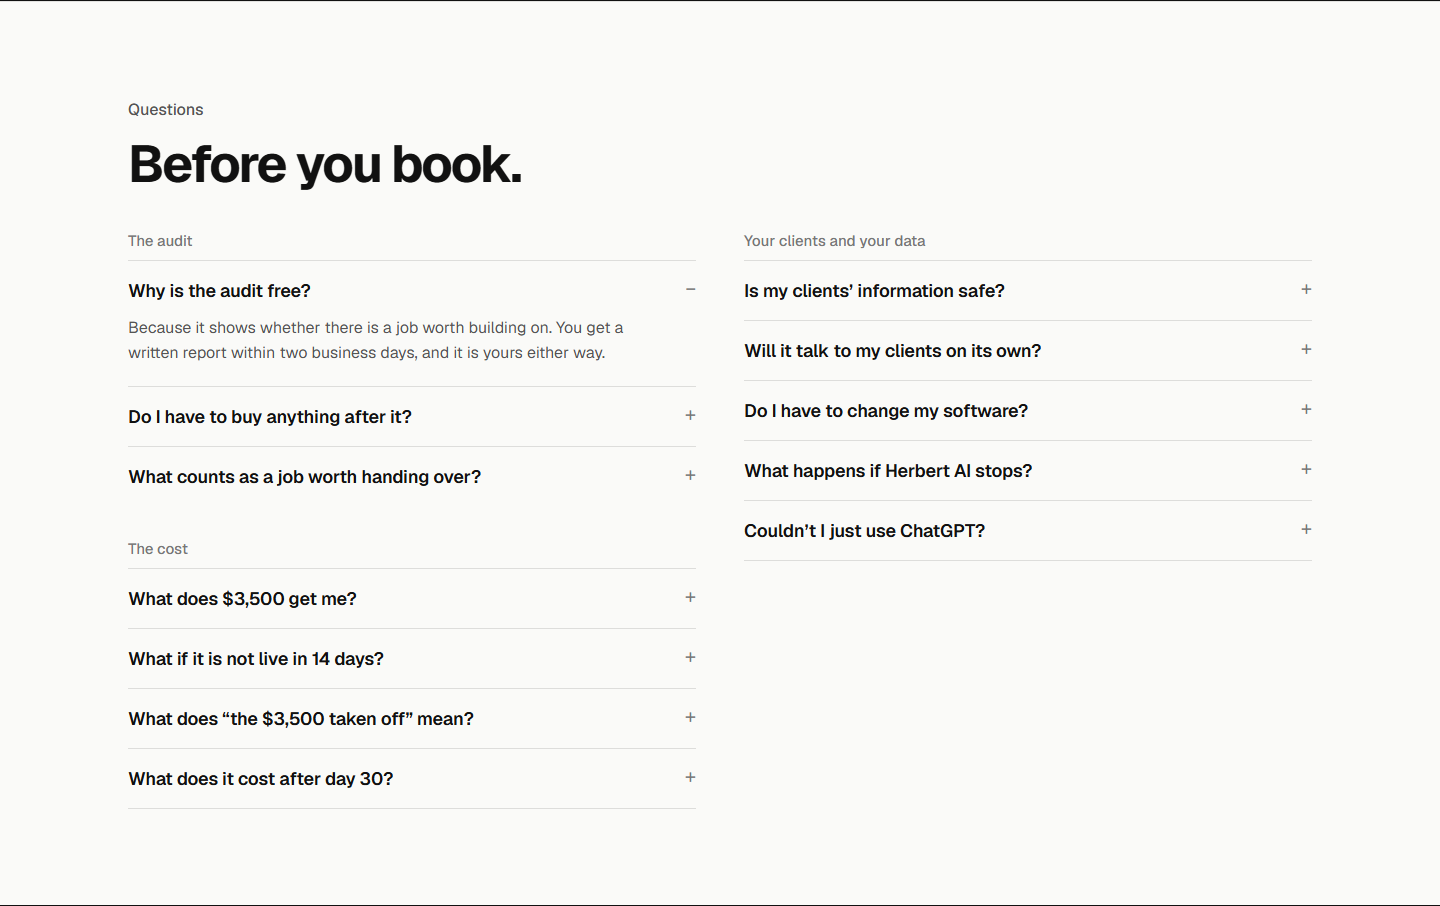 Questions
Before you book.
The audit
Why is the audit free?
−
Because it shows whether there is a job worth building on. You get a
written report within two business days, and it is yours either way.
Do I have to buy anything after it?
+
What counts as a job worth handing over?
+
The cost
What does $3,500 get me?
+
What if it is not live in 14 days?
+
What does “the $3,500 taken off” mean?
+
What does it cost after day 30?
+
Your clients and your data
Is my clients’ information safe?
+
Will it talk to my clients on its own?
+
Do I have to change my software?
+
What happens if Herbert AI stops?
+
Couldn’t I just use ChatGPT?
+